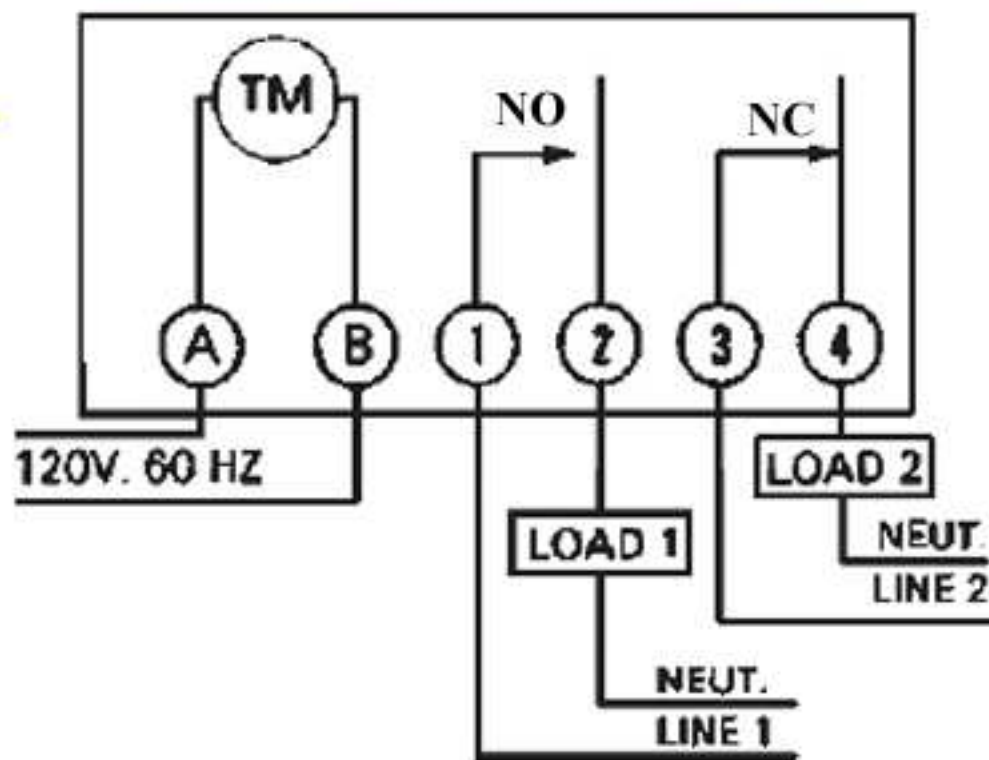 TM
NO
NC
A
B
1
2
3
4
120V. 60 HZ
LOAD 2
LOAD 1
NEUT.
LINE 2
NEUT.
LINE 1